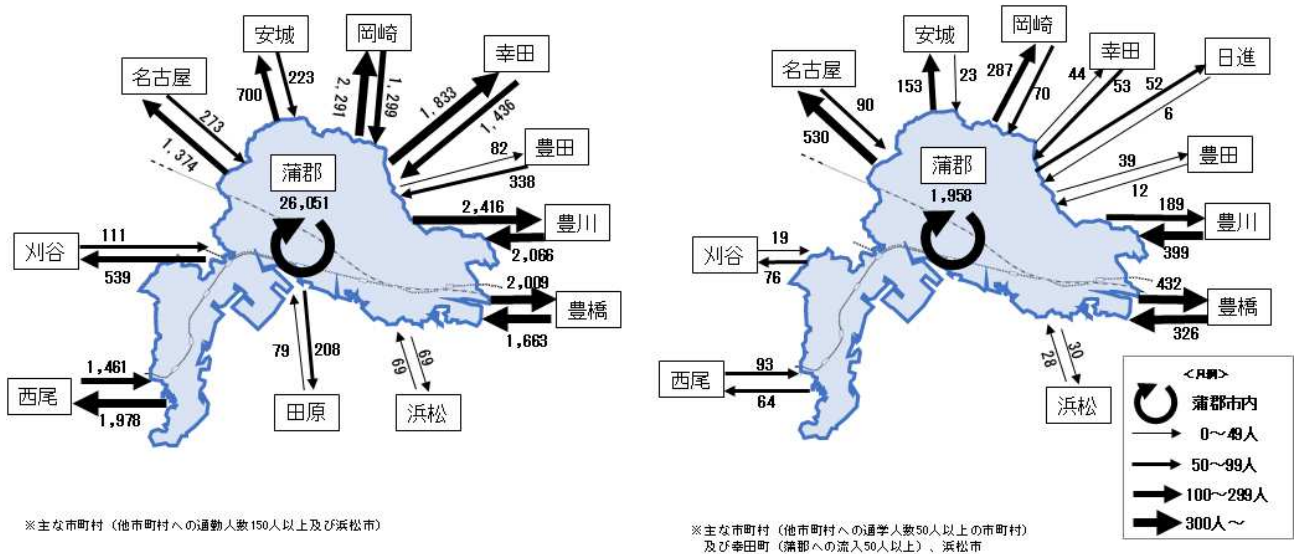 安城
223
700
岡崎
2,291
1,299
幸田
1,833
1,436
名古屋
273
1,374
豊田
82
338
蒲郡
26,051
豊川
2,416
2,066
刈谷
111
539
豊橋
2,009
1,663
西尾
1,461
1,978
田原
79
208
浜松
69
69
※主な市町村(他市町村への通勤人数150人以上及び浜松市)
安城
153
23
岡崎
287
70
幸田
44
53
日進
52
6
名古屋
90
530
豊田
39
12
蒲郡
1,958
豊川
189
399
刈谷
19
76
豊橋
432
326
西尾
93
64
浜松
28
30
<凡例>
蒲郡市内
0~49人
50~99人
100~299人
300人~
※主な市町村(他市町村への通学人数50人以上の市町村)
及び幸田町(蒲郡への流入50人以上)、浜松市